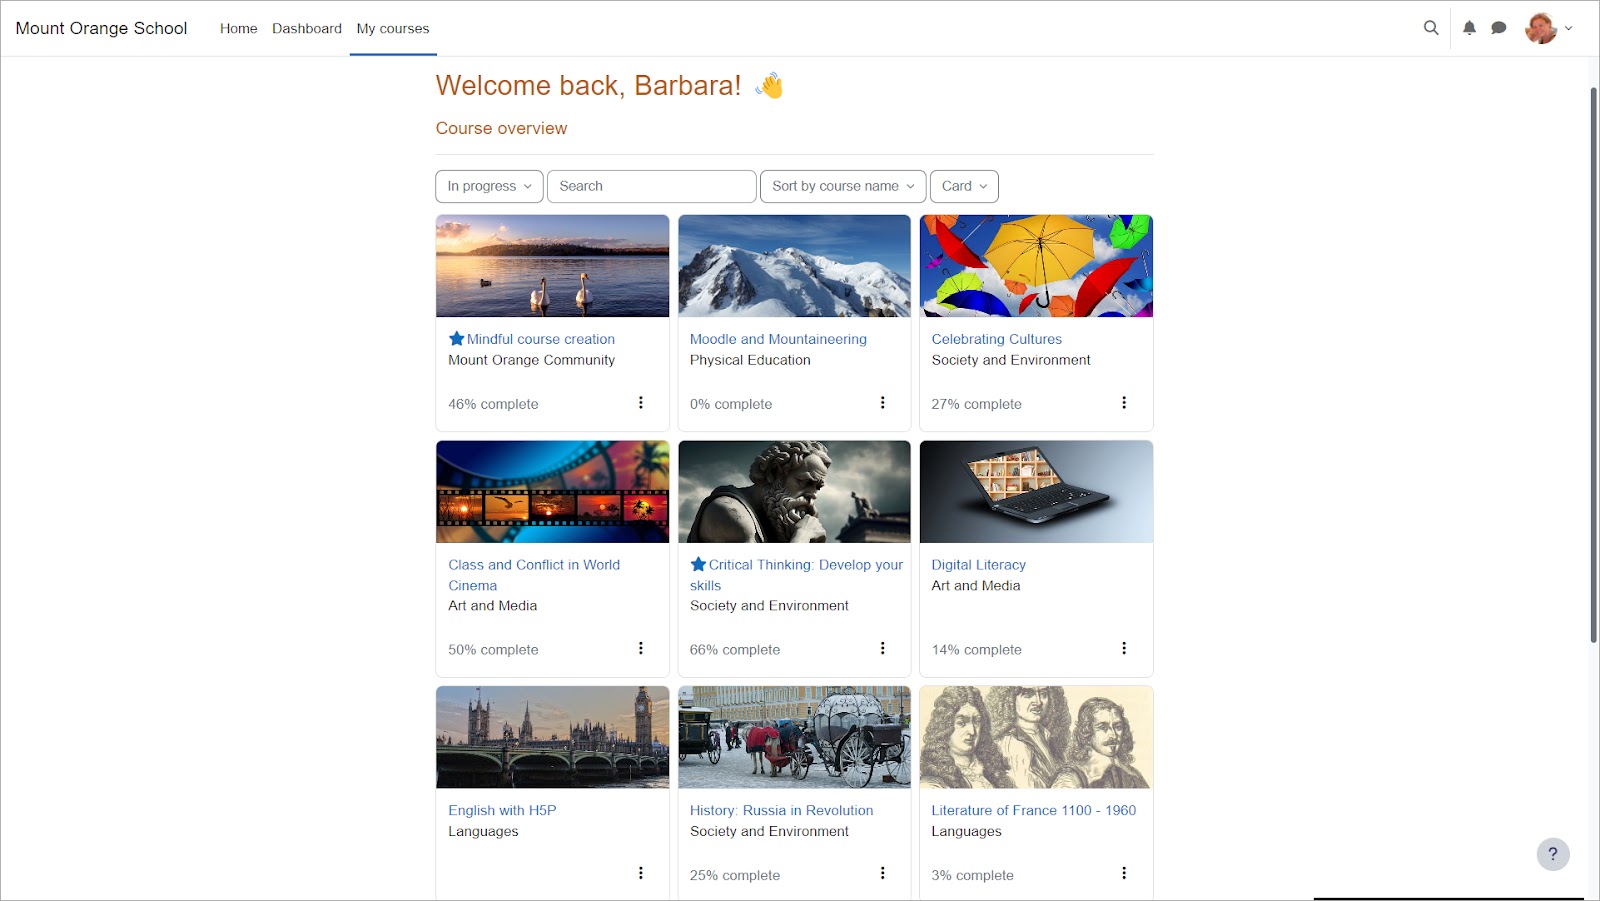 Mount Orange School Home Dashboard My courses
Welcome back, Barbara!
Course overview
In progress Search Sort by course name Card
Mindful course creation
Mount Orange Community
46% complete
Moodle and Mountaineering
Physical Education
0% complete
Celebrating Cultures
Society and Environment
27% complete
Class and Conflict in World
Cinema
Art and Media
50% complete
Critical Thinking: Develop your
skills
Society and Environment
66% complete
Digital Literacy
Art and Media
14% complete
English with H5P
Languages
History: Russia in Revolution
Society and Environment
25% complete
Literature of France 1100 - 1960
Languages
3% complete
?